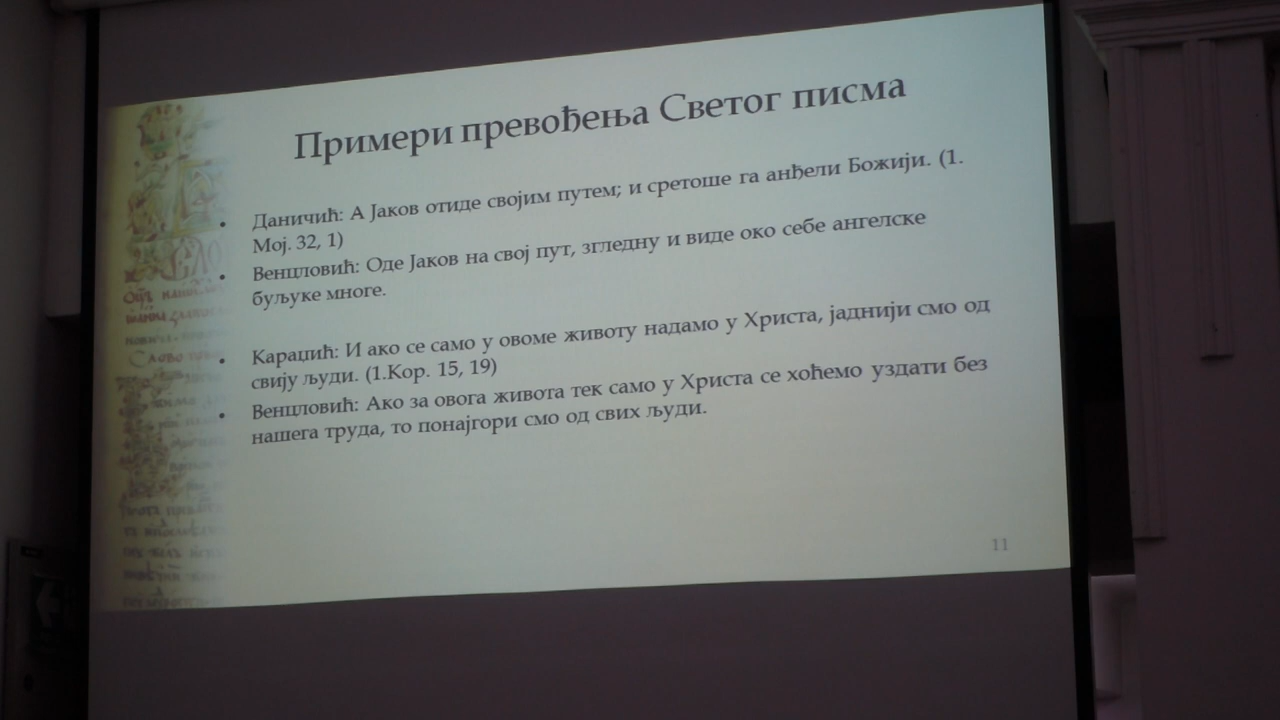 Примери превођења Светог писма
• Даничић: А Јаков отиде својим путем; и сретоше га анђели Божији. (1.
Мој. 32, 1)
• Венцловић: Оде Јаков на свој пут, згледну и виде око себе ангелске
буљуке многе.
• Караџић: И ако се само у овоме животу надамо у Христа, јаднији смо од
свију људи. (1.Кор. 15, 19)
• Венцловић: Ако за овога живота тек само у Христа се хоћемо уздати без
нашега труда, то понајгори смо од свих људи.
11